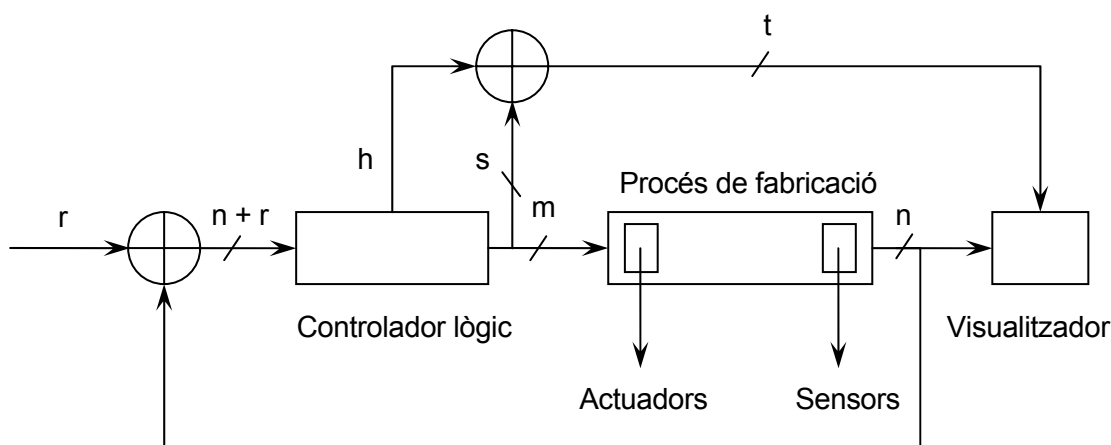 t
h
s
Procés de fabricació
r
n + r
m
n
Controlador lògic
Visualitzador
Actuadors
Sensors